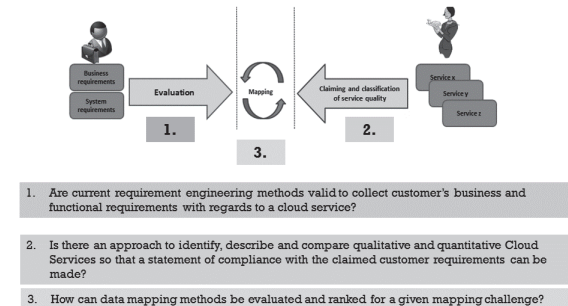 Business
requirements
System
requirements
Evaluation
Mapping
Claiming and classification
of service quality
Service x
Service y
Service z
1.
2.
3.
1. Are current requirement engineering methods valid to collect customer's business and
functional requirements with regards to a cloud service?
2. Is there an approach to identify, describe and compare qualitative and quantitative Cloud
Services so that a statement of compliance with the claimed customer requirements can be
made?
3. How can data mapping methods be evaluated and ranked for a given mapping challenge?